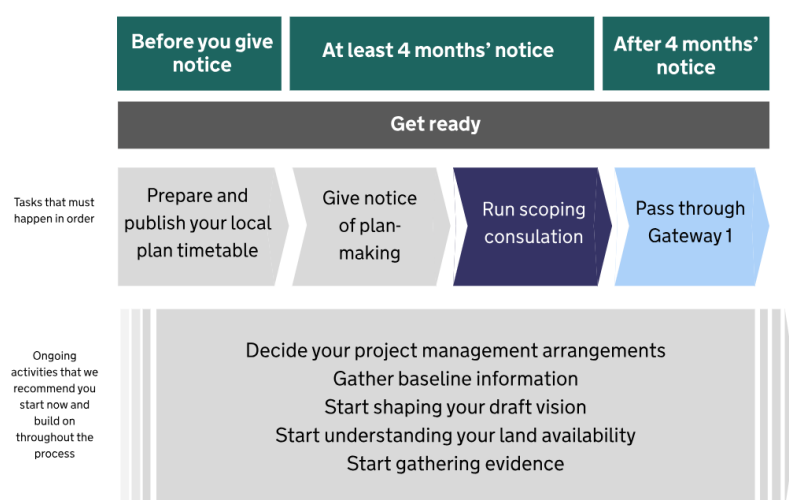 Before you give
notice
At least 4 months’ notice
After 4 months’
notice
Get ready
Tasks that must
happen in order
Prepare and
publish your local
plan timetable
Give notice
of plan-
making
Run scoping
consulation
Pass through
Gateway 1
Ongoing
activities that we
recommend you
start now and
build on
throughout the
process
Decide your project management arrangements
Gather baseline information
Start shaping your draft vision
Start understanding your land availability
Start gathering evidence